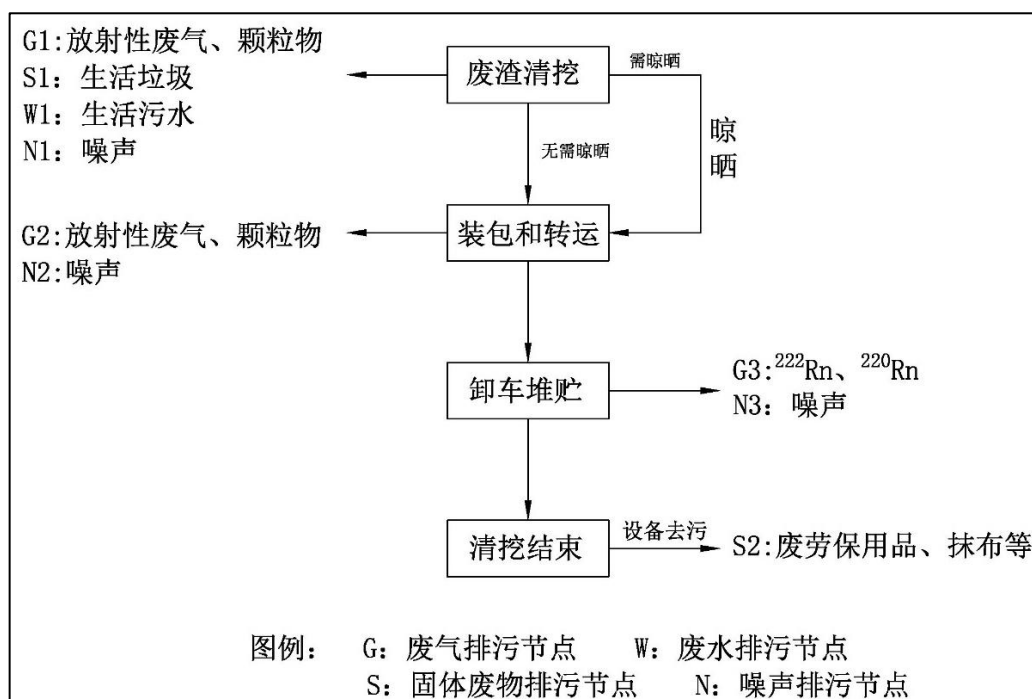 G1:放射性废气、颗粒物
S1：生活垃圾
W1：生活污水
N1：噪声
废渣清挖
需晾晒
晾晒
无需晾晒
G2:放射性废气、颗粒物
N2:噪声
装包和转运
卸车堆贮
G3:²²²Rn、²²⁰Rn
N3：噪声
清挖结束
设备去污
S2:废劳保用品、抹布等
图例： G：废气排污节点 W：废水排污节点
S：固体废物排污节点 N：噪声排污节点